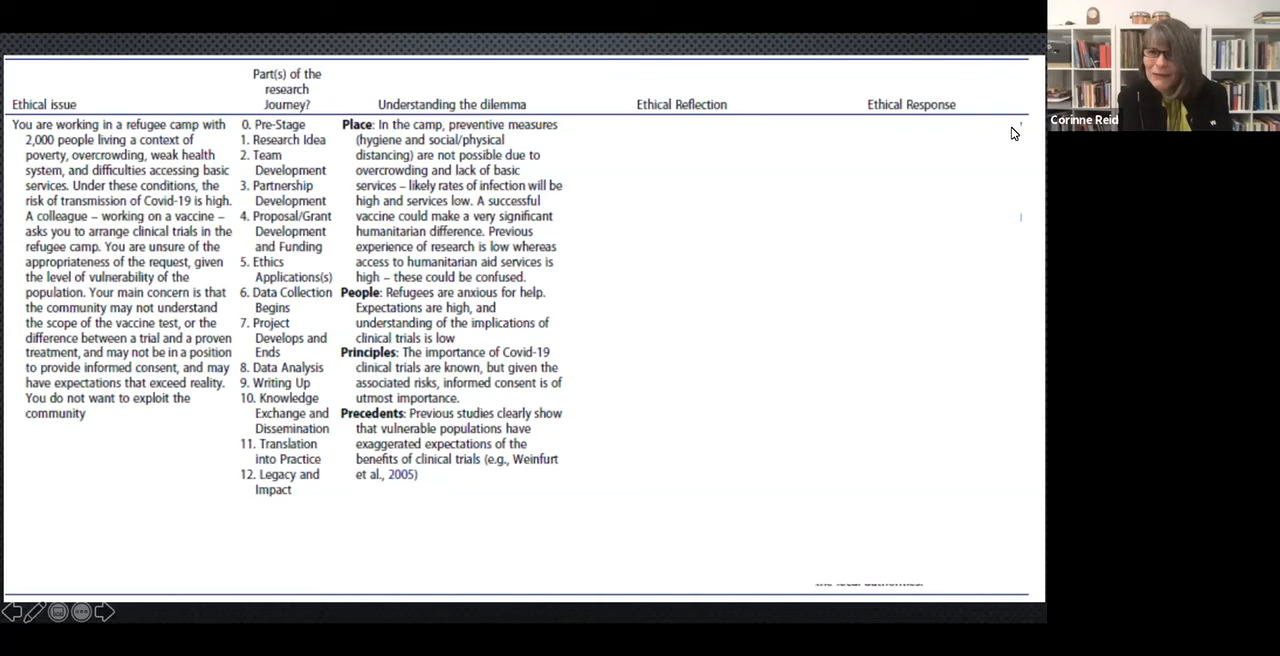 Part(s) of the
research
Ethical issue
Journey?
Understanding the dilemma
Ethical Reflection
Ethical Response
You are working in a refugee camp with
2,000 people living a context of
poverty, overcrowding, weak health
system, and difficulties accessing basic
services. Under these conditions, the
risk of transmission of Covid-19 is high.
A colleague – working on a vaccine –
asks you to arrange clinical trials in the
refugee camp. You are unsure of the
appropriateness of the request, given
the level of vulnerability of the
population. Your main concern is that
the community may not understand
the scope of the vaccine test, or the
difference between a trial and a proven
treatment, and may not be in a position
to provide informed consent, and may
have expectations that exceed reality.
You do not want to exploit the
community
0. Pre-Stage
1. Research Idea
2. Team
Development
3. Partnership
Development
4. Proposal/Grant
Development
and Funding
5. Ethics
Applications(s)
6. Data Collection
Begins
7. Project
Develops and
Ends
8. Data Analysis
9. Writing Up
10. Knowledge
Exchange and
Dissemination
11. Translation
into Practice
12. Legacy and
Impact
Place: In the camp, preventive measures
(hygiene and social/physical
distancing) are not possible due to
overcrowding and lack of basic
services – likely rates of infection will be
high and services low. A successful
vaccine could make a very significant
humanitarian difference. Previous
experience of research is low whereas
access to humanitarian aid services is
high – these could be confused.
People: Refugees are anxious for help.
Expectations are high, and
understanding of the implications of
clinical trials is low
Principles: The importance of Covid-19
clinical trials are known, but given the
associated risks, informed consent is of
utmost importance.
Precedents: Previous studies clearly show
that vulnerable populations have
exaggerated expectations of the
benefits of clinical trials (e.g., Weinfurt
et al., 2005)
Corinne Reid